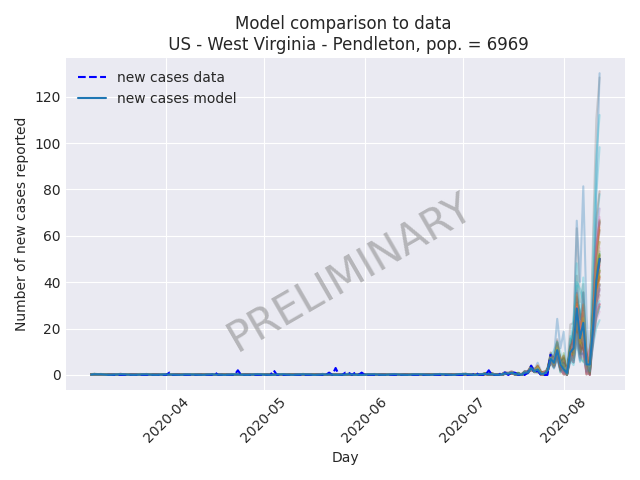 Model comparison to data
US - West Virginia - Pendleton, pop. = 6969
new cases data
new cases model
Number of new cases reported
120
100
80
60
40
20
0
PRELIMINARY
2020-04
2020-05
2020-06
2020-07
2020-08
Day